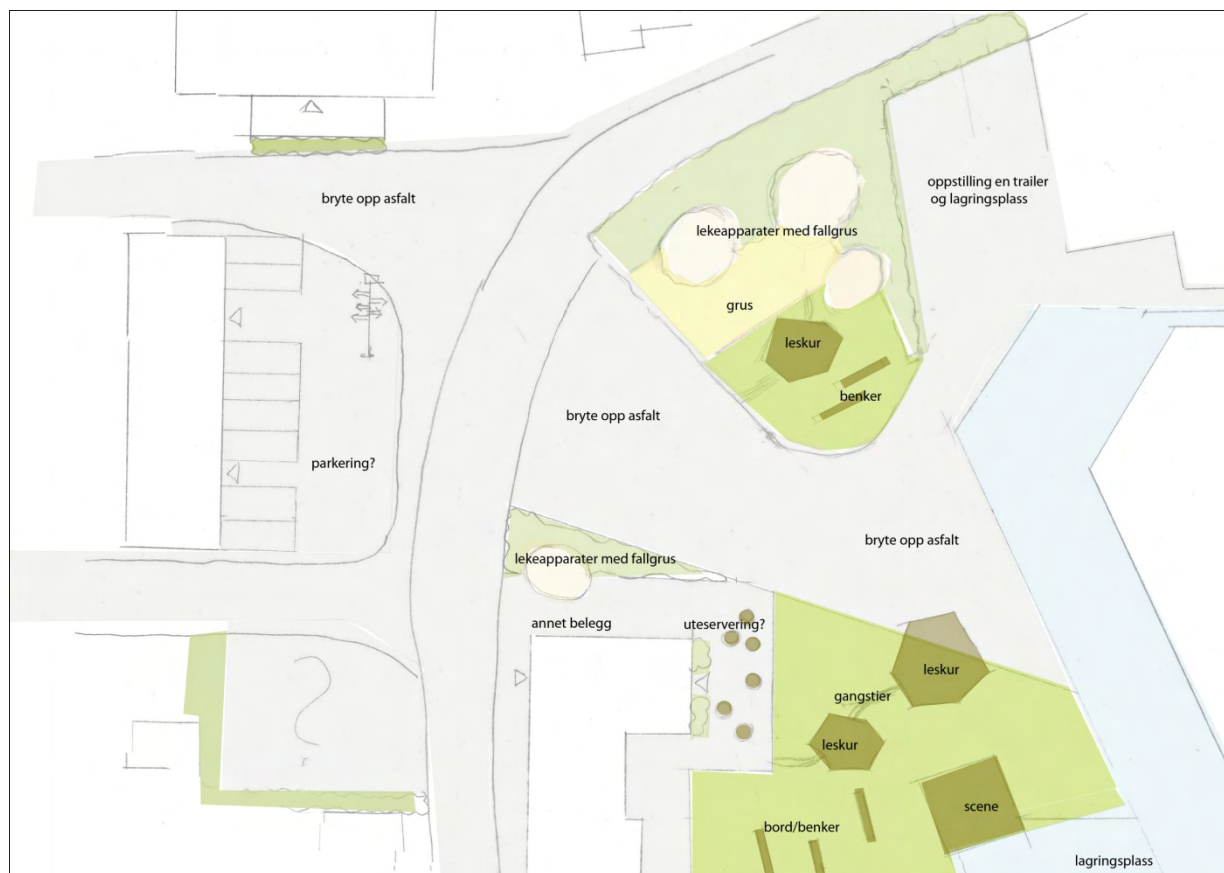 bryte opp asfalt
oppstilling en trailer
og lagringsplass
lekeapparater med fallgrus
grus
leskur
benker
bryte opp asfalt
parkering?
bryte opp asfalt
lekeapparater med fallgrus
annet belegg
uteservering?
leskur
gangstier
leskur
scene
bord/benker
lagringsplass